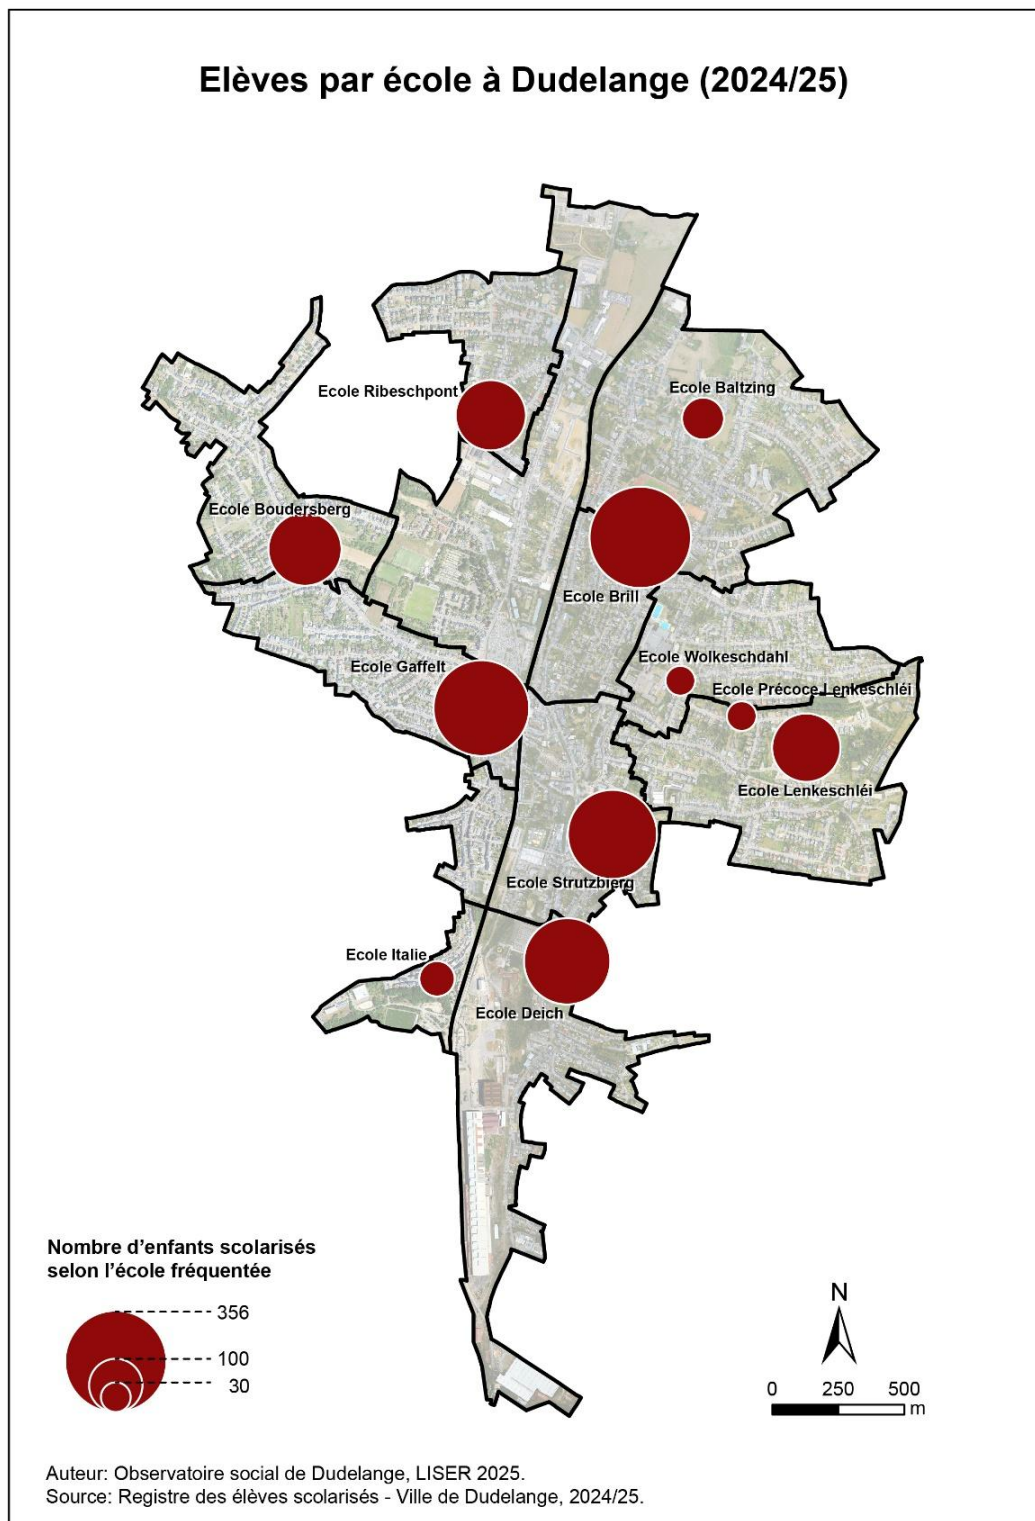 Elèves par école à Dudelange (2024/25)
Ecole Ribeschpont
Ecole Baltzing
Ecole Boudersberg
Ecole Brill
Ecole Gaffelt
Ecole Wolkeschdahl
Ecole Précoce Lenkeschléi
Ecole Lenkeschléi
Ecole Strutzbierg
Ecole Italie
Ecole Deich
Nombre d'enfants scolarisés
selon l'école fréquentée
356
100
30
N
0 250 500
m
Auteur: Observatoire social de Dudelange, LISER 2025.
Source: Registre des élèves scolarisés - Ville de Dudelange, 2024/25.